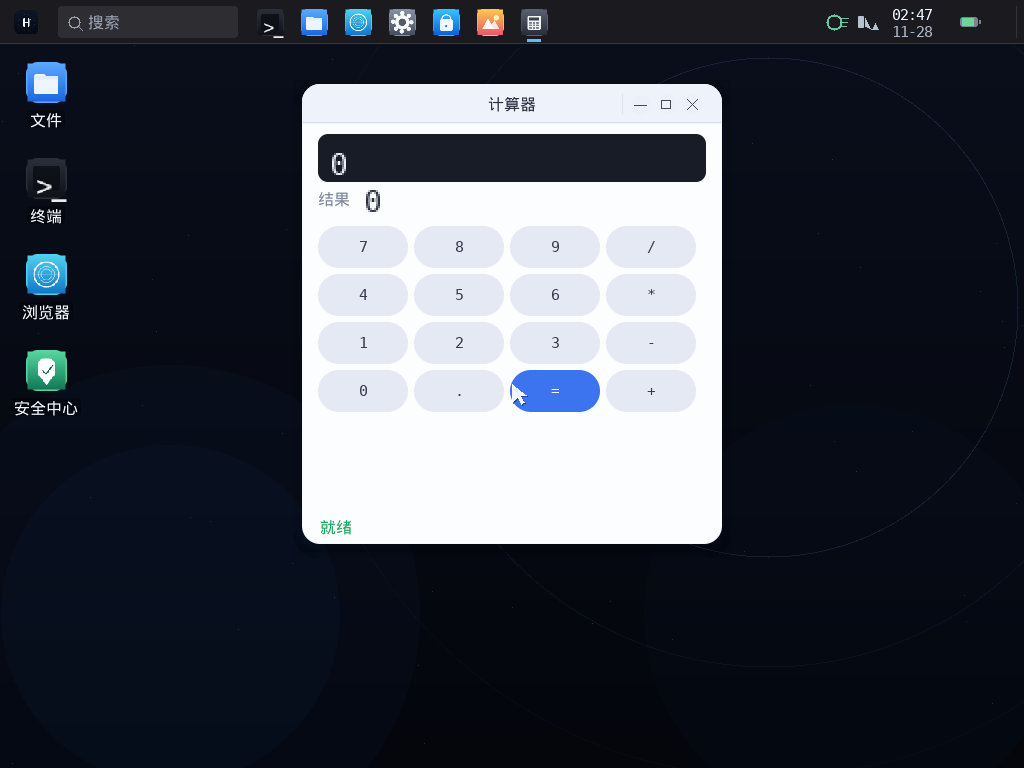 H
搜索
>_
02:47
11-28
文件
>_
终端
浏览器
安全中心
计算器
0
结果 0
7 8 9 /
4 5 6 *
1 2 3 -
0 . = +
就绪